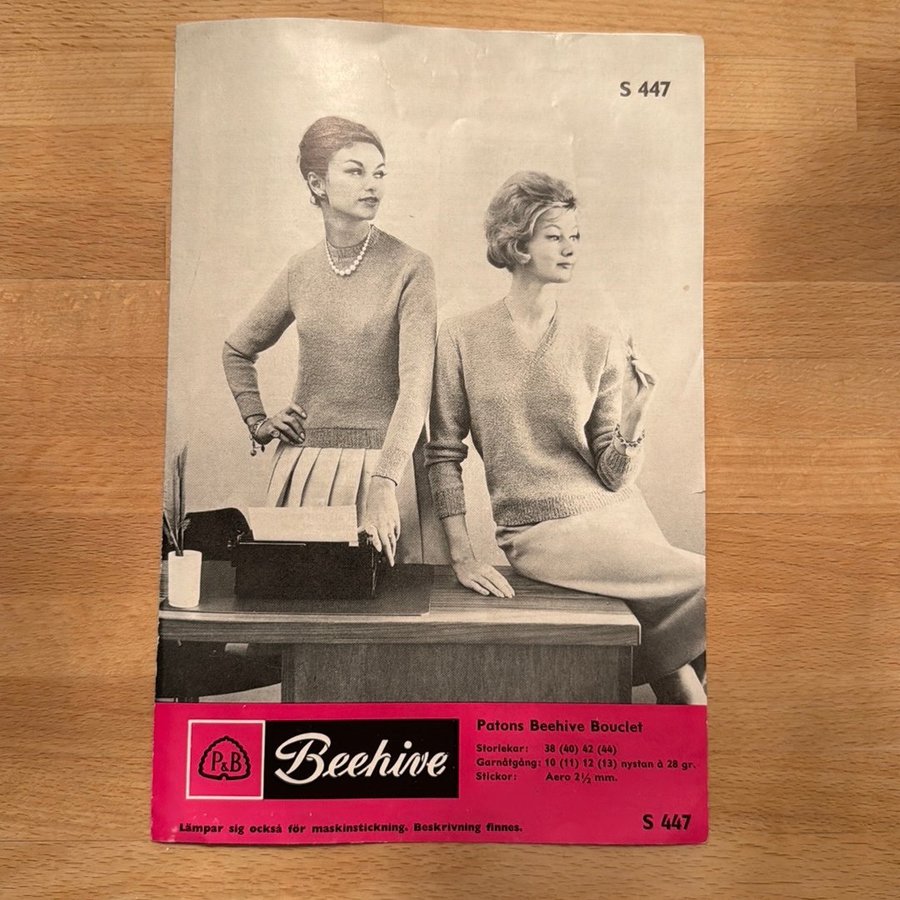 S 447
P&B
Beehive
Patons Beehive Bouclet
Storlekar: 38 (40) 42 (44)
Garnåtgång: 10 (11) 12 (13) nystan à 28 gr.
Stickor: Aero 2½ mm.
Lämpar sig också för maskinstickning. Beskrivning finnes.
S 447